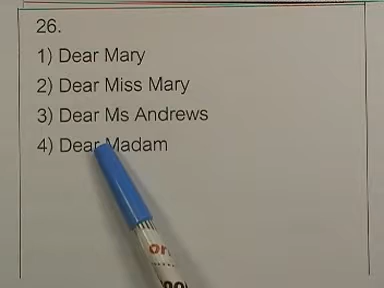 26.
1) Dear Mary
2) Dear Miss Mary
3) Dear Ms Andrews
4) Dear Madam